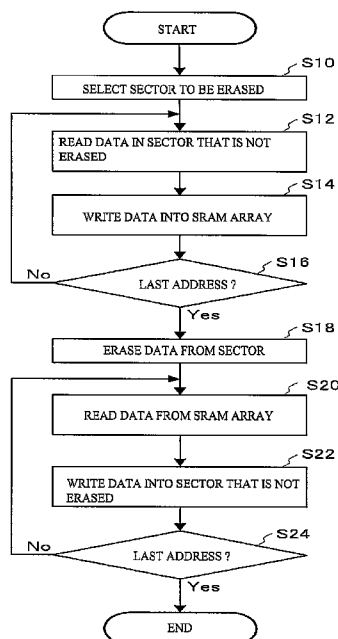 START
S10
SELECT SECTOR TO BE ERASED
S12
READ DATA IN SECTOR THAT IS NOT
ERASED
S14
WRITE DATA INTO SRAM ARRAY
S16
LAST ADDRESS ?
No
Yes
S18
ERASE DATA FROM SECTOR
S20
READ DATA FROM SRAM ARRAY
S22
WRITE DATA INTO SECTOR THAT IS NOT
ERASED
S24
LAST ADDRESS ?
No
Yes
END